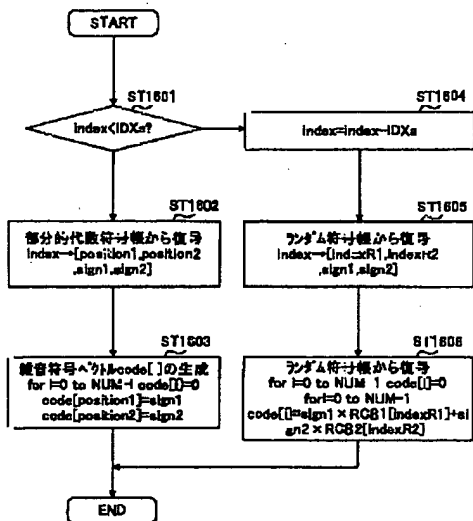 START
ST1601
index<IDXa?
ST1604
index=index-IDXa
ST1602
部分的代数符号帳から復号
index→[position1,position2
,sign1,sign2]
ST1605
ランダム符号帳から復号
index→[indexR1,indexR2
,sign1,sign2]
ST1603
雑音符号ベクトルcode[ ]の生成
for i=0 to NUM-1 code[i]=0
code[position1]=sign1
code[position2]=sign2
ST1606
ランダム符号帳から復号
for i=0 to NUM-1 code[i]=0
for i=0 to NUM-1
code[i]=sign1×RCB1[indexR1]+si
gn2×RCB2[indexR2]
END